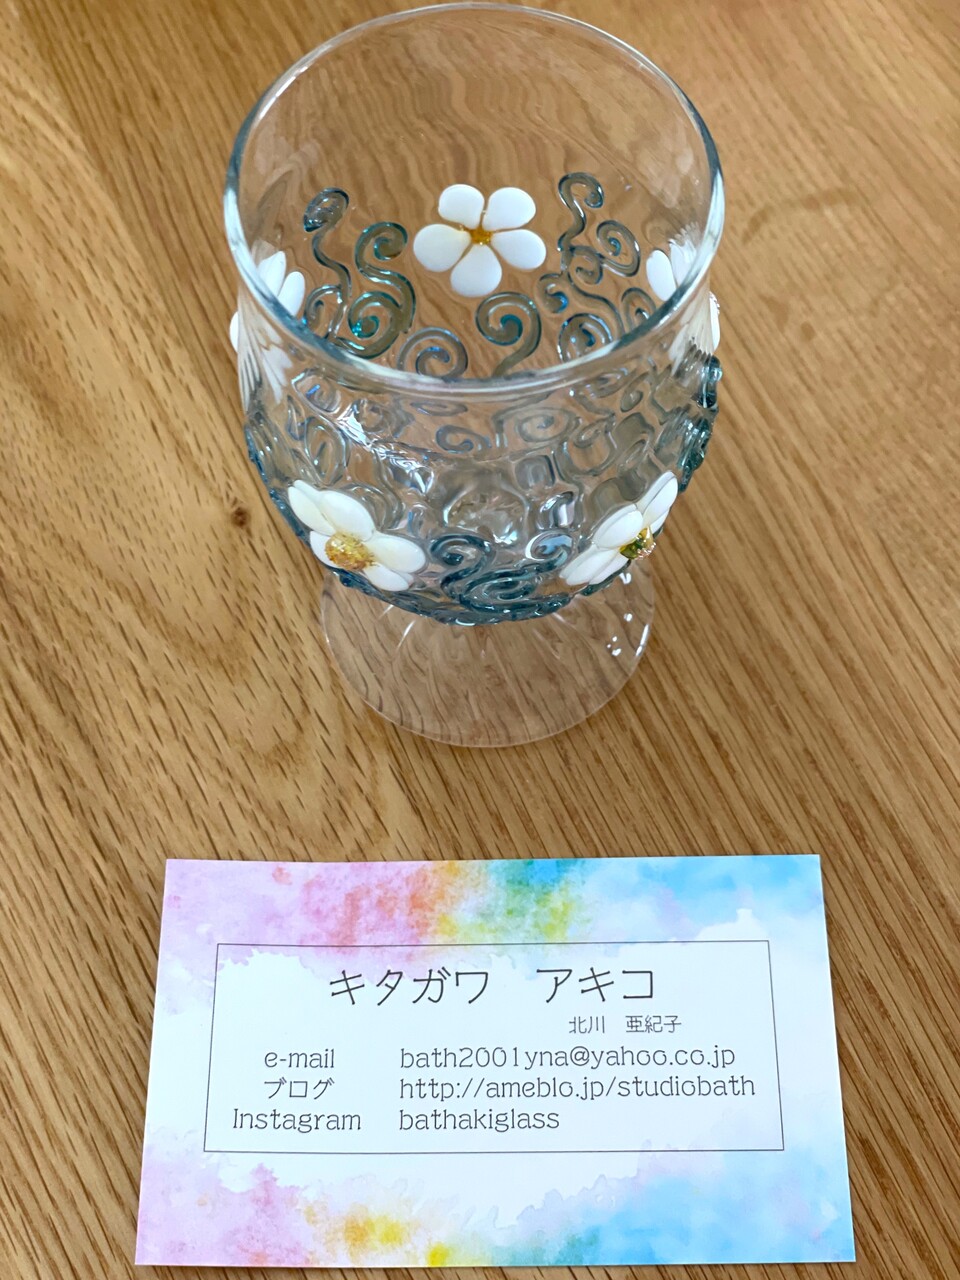 キタガワ　アキコ
北川　亜紀子
e-mail bath2001yna@yahoo.co.jp
ブログ http://ameblo.jp/studiobath
Instagram bathakiglass